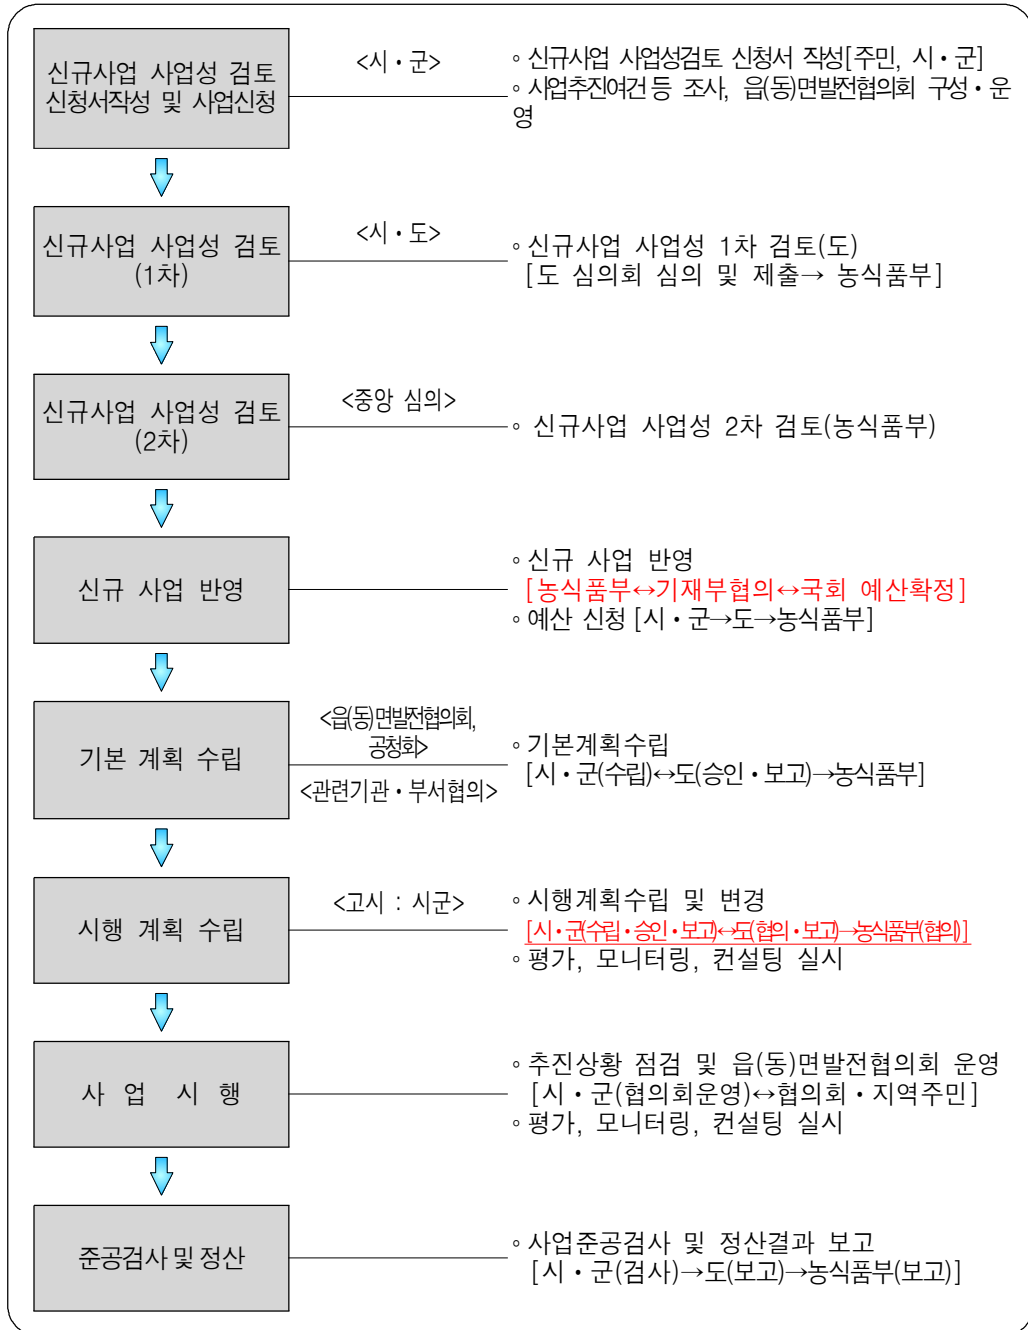 신규사업 사업성 검토
신청서작성 및 사업신청
<시・군>
◦신규사업 사업성검토 신청서 작성[주민, 시・군]
◦사업추진여건 등 조사, 읍(동)면발전협의회 구성・운
영
신규사업 사업성 검토
(1차)
<시・도>
◦신규사업 사업성 1차 검토(도)
[도 심의회 심의 및 제출→ 농식품부]
신규사업 사업성 검토
(2차)
<중앙 심의>
◦ 신규사업 사업성 2차 검토(농식품부)
신규 사업 반영
◦신규 사업 반영
[농식품부↔기재부협의↔국회 예산확정]
◦예산 신청 [시・군→도→농식품부]
기본 계획 수립
<읍(동)면발전협의회,
공청회>
<관련기관・부서협의>
◦기본계획수립
[시・군(수립)↔도(승인・보고)→농식품부]
시행 계획 수립
<고시 : 시군>
◦시행계획수립 및 변경
[시・군(수립・승인・보고)↔도(협의・보고)→농식품부(협의)]
◦평가, 모니터링, 컨설팅 실시
사 업 시 행
◦추진상황 점검 및 읍(동)면발전협의회 운영
[시・군(협의회운영)↔협의회・지역주민]
◦평가, 모니터링, 컨설팅 실시
준공검사 및 정산
◦사업준공검사 및 정산결과 보고
[시・군(검사)→도(보고)→농식품부(보고)]